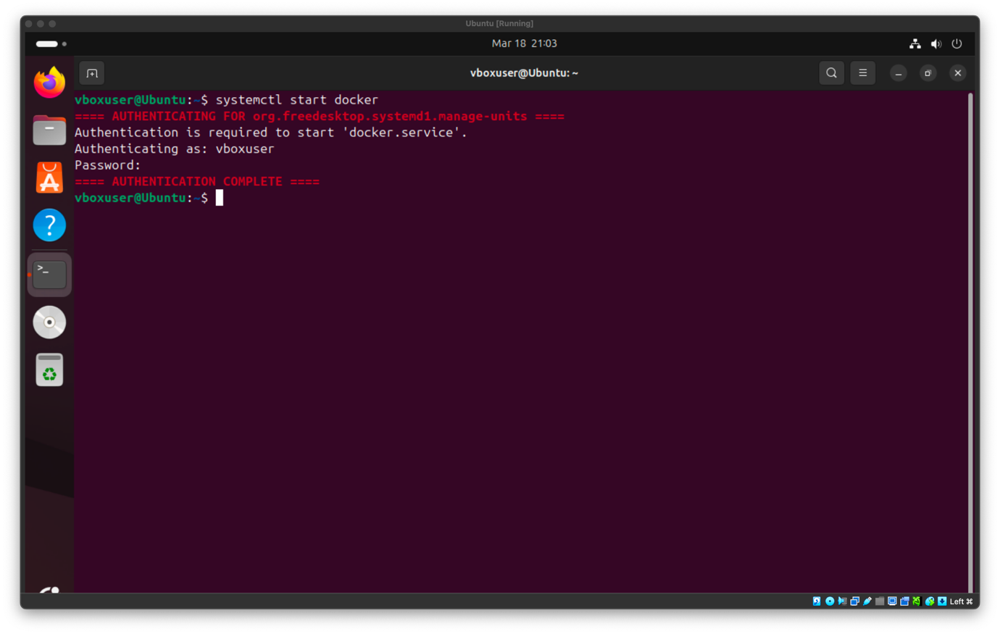 Ubuntu [Running]
Mar 18 21:03
vboxuser@Ubuntu: ~
vboxuser@Ubuntu:~$ systemctl start docker
==== AUTHENTICATING FOR org.freedesktop.systemd1.manage-units ====
Authentication is required to start 'docker.service'.
Authenticating as: vboxuser
Password:
==== AUTHENTICATION COMPLETE ====
vboxuser@Ubuntu:~$
Left ⌘